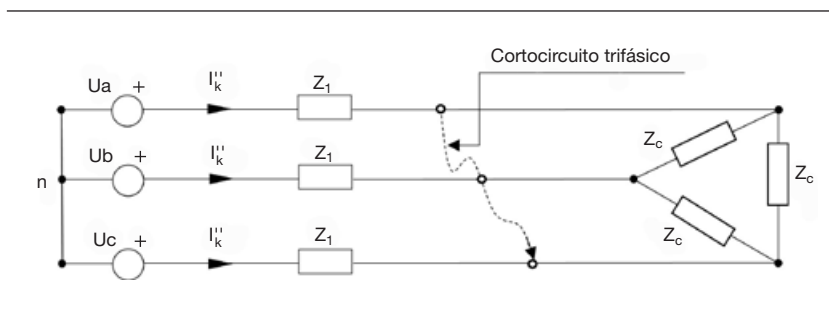 Cortocircuito trifásico
Ua + I''k Z1
Zc
Ub + I''k Z1
Zc
n
Zc
Uc + I''k Z1